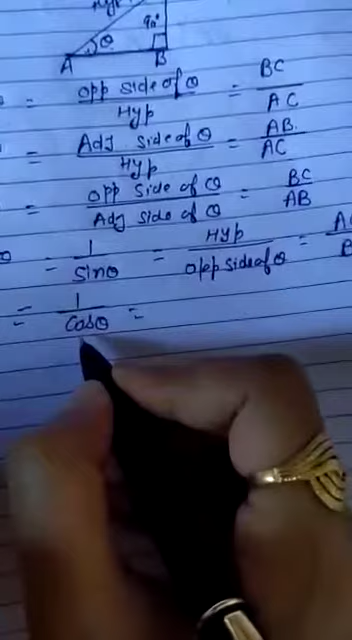 Hyp
90°
θ
A B
= Opp side of θ / Hyp = BC / AC
= Adj side of θ / Hyp = AB / AC
= Opp side of θ / Adj side of θ = BC / AB
θ = 1 / sinθ = Hyp / Opp side of θ =
= 1 / Cosθ =